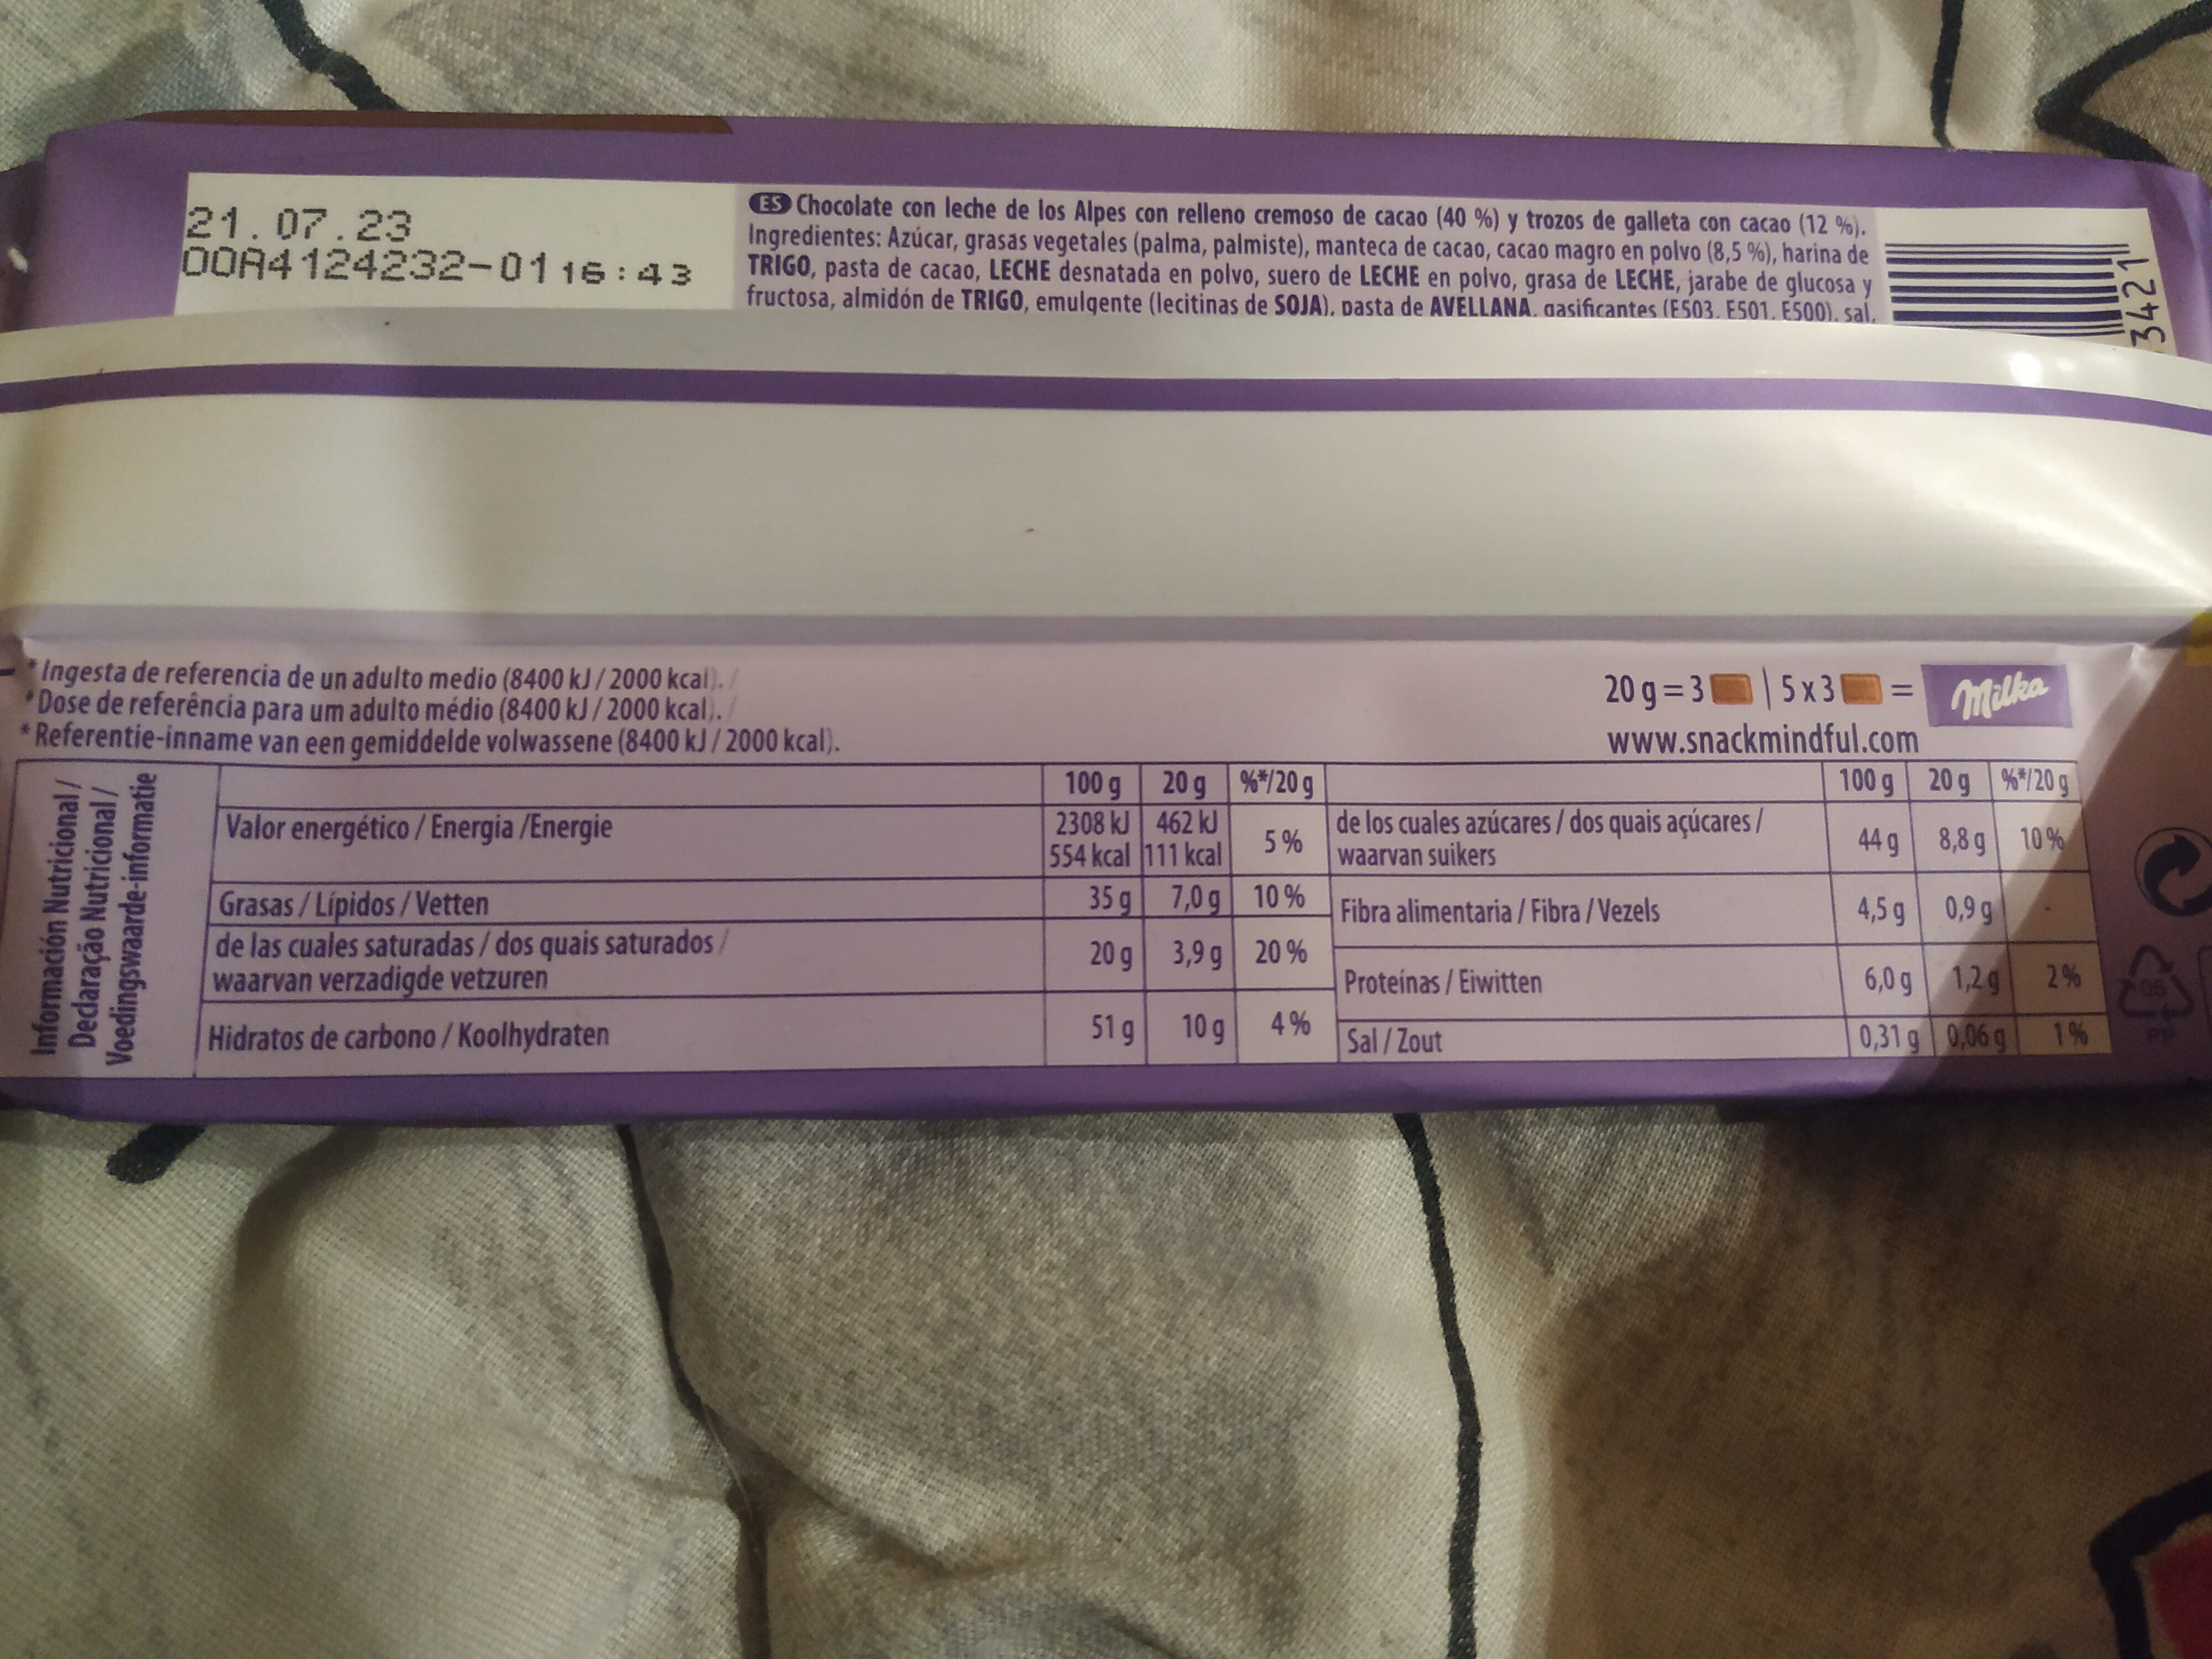 21.07.23
OOA4124232-01 16:43
ES Chocolate con leche de los Alpes con relleno cremoso de cacao (40 %) y trozos de galleta con cacao (12 %).
Ingredientes: Azúcar, grasas vegetales (palma, palmiste), manteca de cacao, cacao magro en polvo (8,5 %), harina de
TRIGO, pasta de cacao, LECHE desnatada en polvo, suero de LECHE en polvo, grasa de LECHE, jarabe de glucosa y
fructosa, almidón de TRIGO, emulgente (lecitinas de SOJA), pasta de AVELLANA, gasificantes (E503, E501, E500), sal,
3421
*Ingesta de referencia de un adulto medio (8400 kJ / 2000 kcal). /
*Dose de referência para um adulto médio (8400 kJ / 2000 kcal). /
*Referentie-inname van een gemiddelde volwassene (8400 kJ / 2000 kcal).
20 g = 3 | 5 x 3 = Milka
www.snackmindful.com
Información Nutricional /
Declaração Nutricional /
Voedingswaarde-informatie
100 g 20 g %*/20 g
Valor energético / Energia /Energie 2308 kJ 462 kJ 5 %
554 kcal 111 kcal
Grasas / Lípidos / Vetten 35 g 7,0 g 10 %
de las cuales saturadas / dos quais saturados /
waarvan verzadigde vetzuren 20 g 3,9 g 20 %
Hidratos de carbono / Koolhydraten 51 g 10 g 4 %
100 g 20 g %*/20 g
de los cuales azúcares / dos quais açúcares /
waarvan suikers 44 g 8,8 g 10 %
Fibra alimentaria / Fibra / Vezels 4,5 g 0,9 g -
Proteínas / Eiwitten 6,0 g 1,2 g 2 %
Sal / Zout 0,31 g 0,06 g 1 %
PP